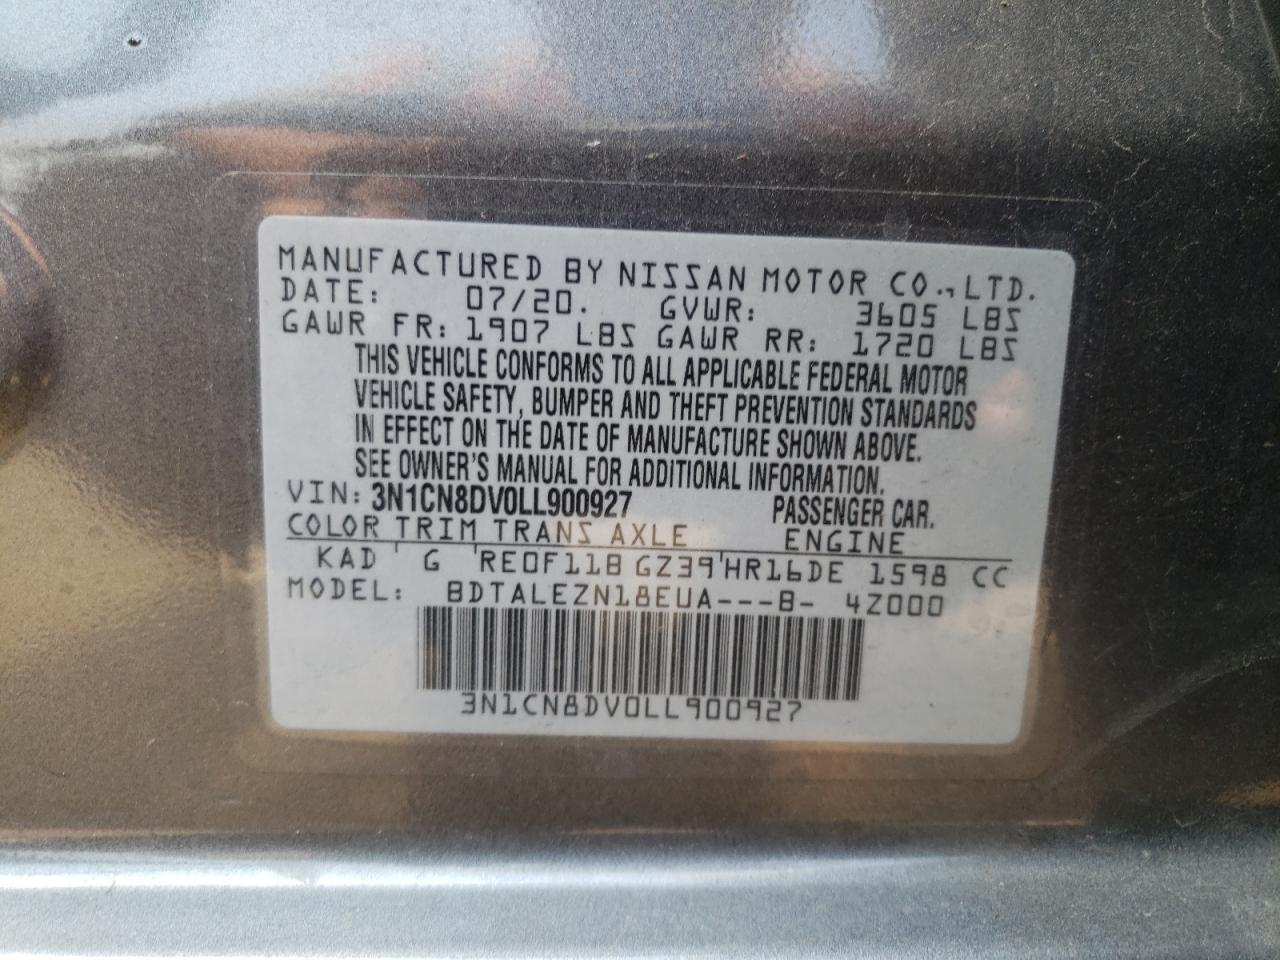 MANUFACTURED BY NISSAN MOTOR CO.,LTD.
DATE: 07/20. GVWR: 3605 LBS
GAWR FR: 1907 LBS GAWR RR: 1720 LBS
THIS VEHICLE CONFORMS TO ALL APPLICABLE FEDERAL MOTOR
VEHICLE SAFETY, BUMPER AND THEFT PREVENTION STANDARDS
IN EFFECT ON THE DATE OF MANUFACTURE SHOWN ABOVE.
SEE OWNER'S MANUAL FOR ADDITIONAL INFORMATION.
VIN: 3N1CN8DV0LL900927 PASSENGER CAR.
COLOR TRIM TRANS AXLE ENGINE
KAD ' G 'RE0F11B GZ39'HR16DE 1598 CC
MODEL: BDTALEZN18EUA---B- 4Z000
3N1CN8DV0LL900927